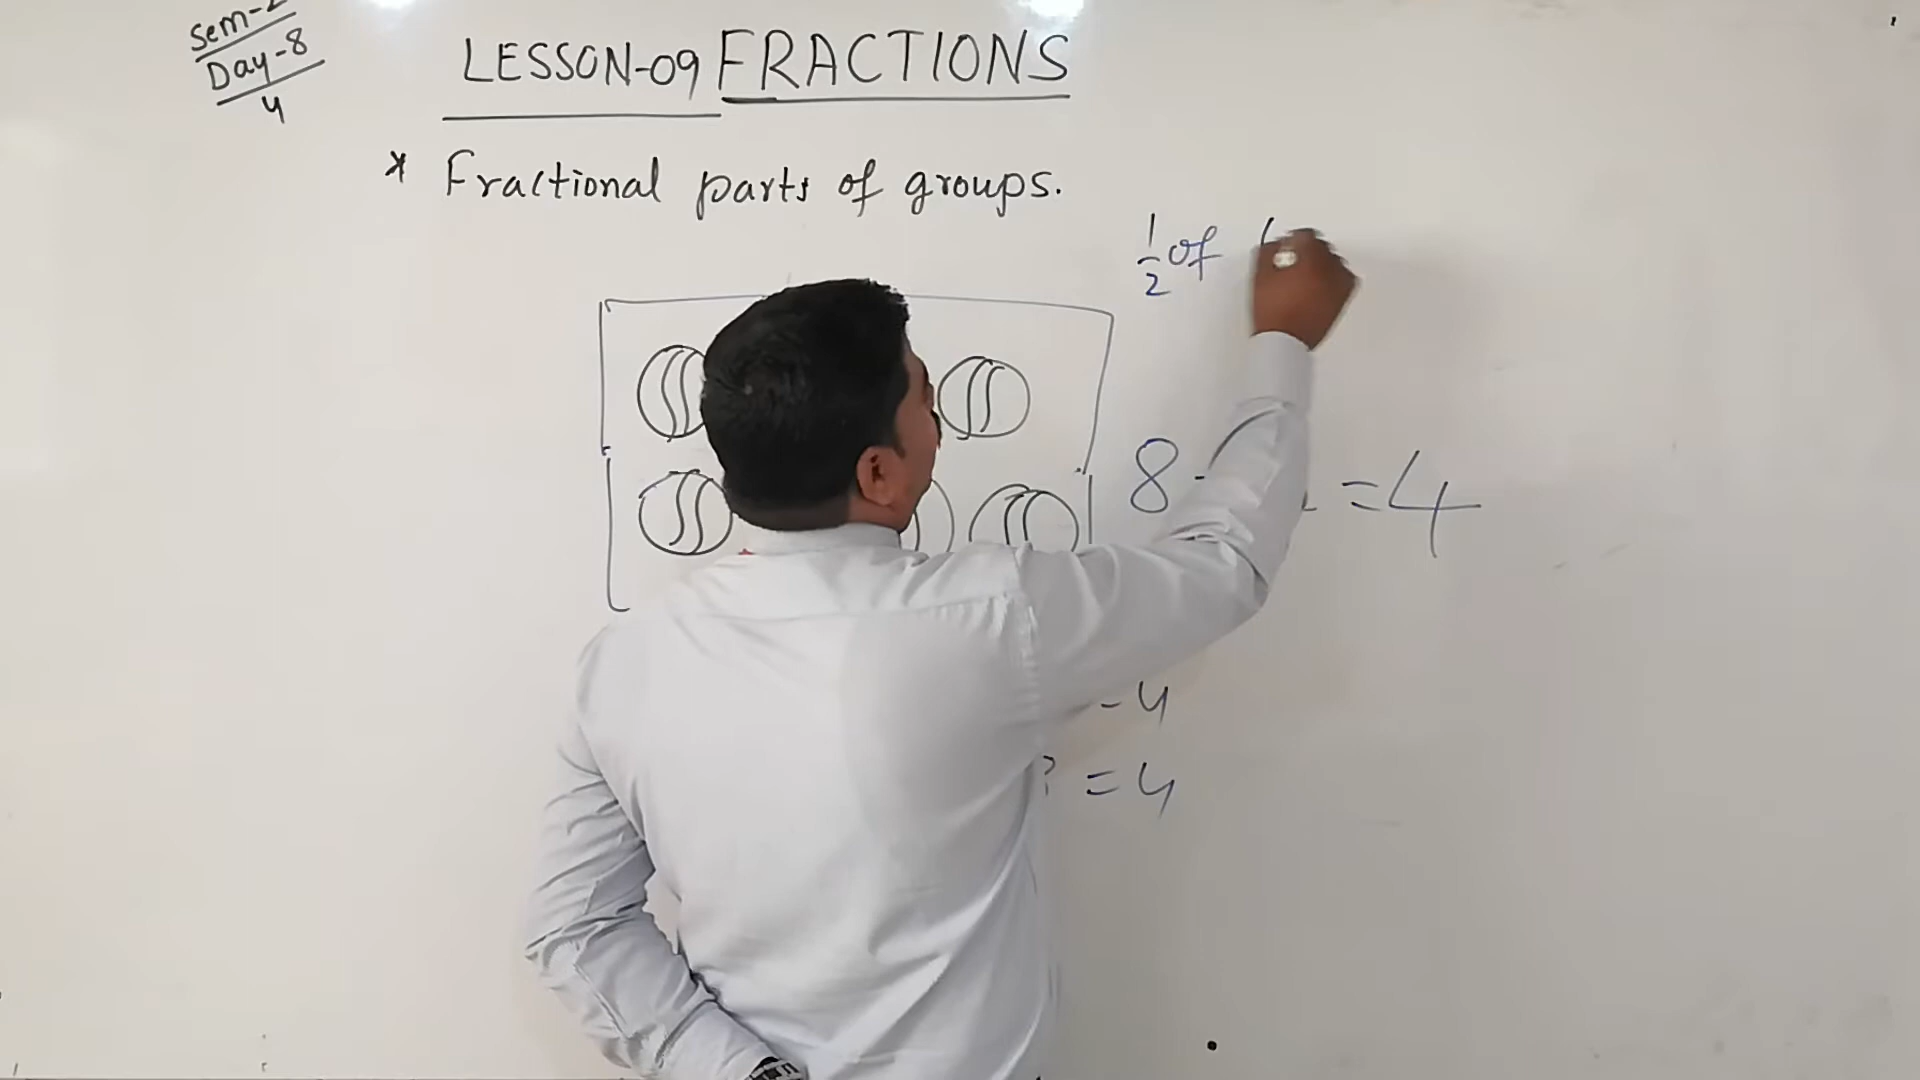 Sem-2
Day-8
4
LESSON-09 FRACTIONS
* Fractional parts of groups.
1/2 of
8 = 4
- 4
= 4